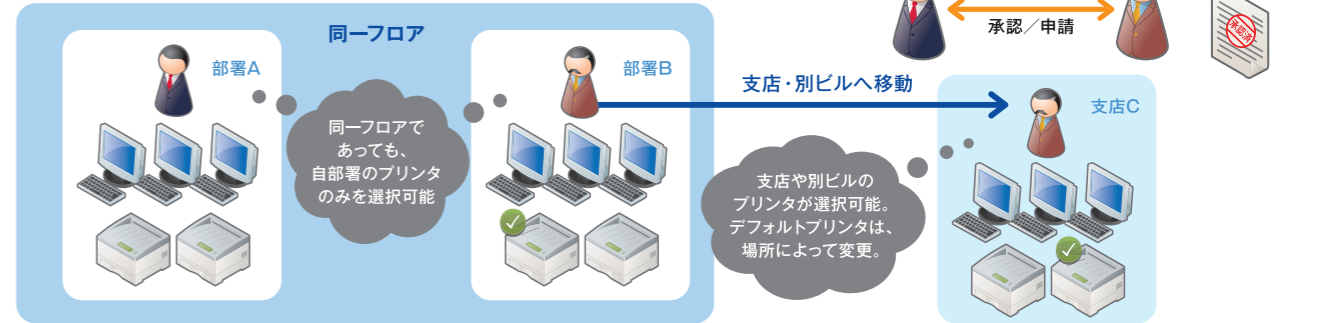 承認／申請
承認済
同一フロア
部署A
部署B
支店・別ビルへ移動
支店C
同一フロアで
あっても、
自部署のプリンタ
のみを選択可能
支店や別ビルの
プリンタが選択可能。
デフォルトプリンタは、
場所によって変更。